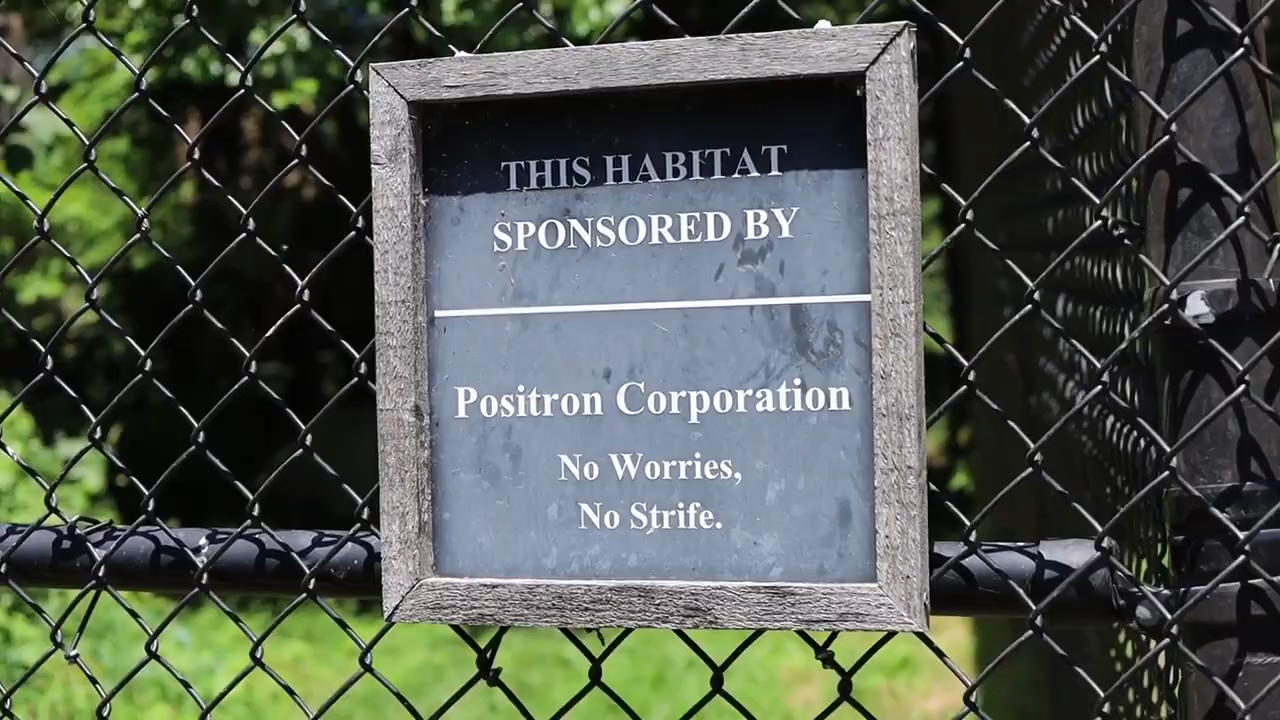 THIS HABITAT
SPONSORED BY
Positron Corporation
No Worries,
No Strife.